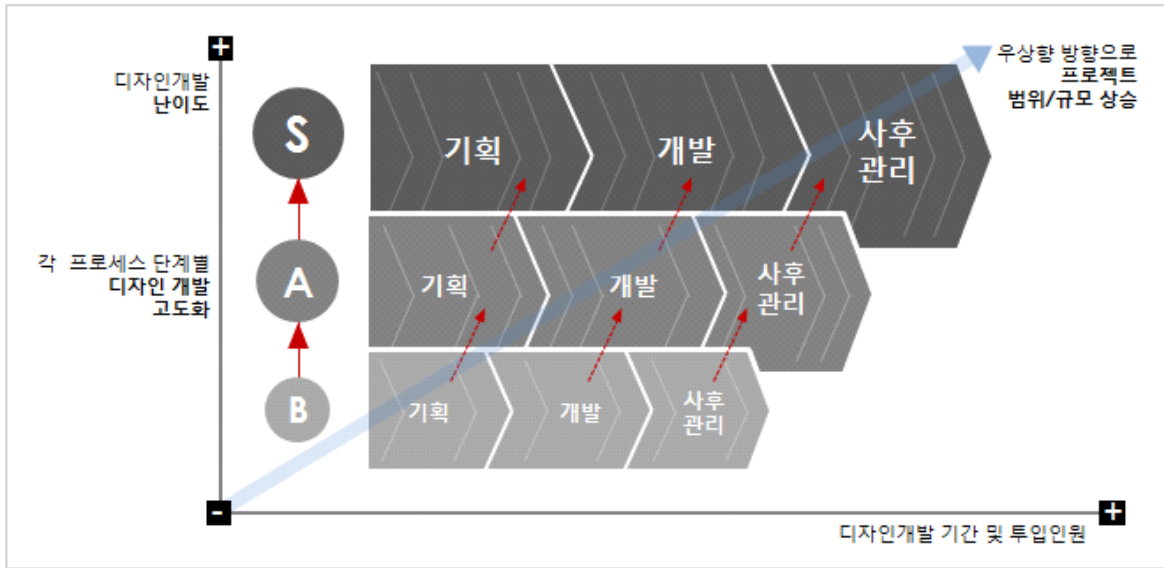 +
디자인개발
난이도
우상향 방향으로
프로젝트
범위/규모 상승
S
기획
개발
사후
관리
각 프로세스 단계별
디자인 개발
고도화
A
기획
개발
사후
관리
B
기획
개발
사후
관리
-
+
디자인개발 기간 및 투입인원